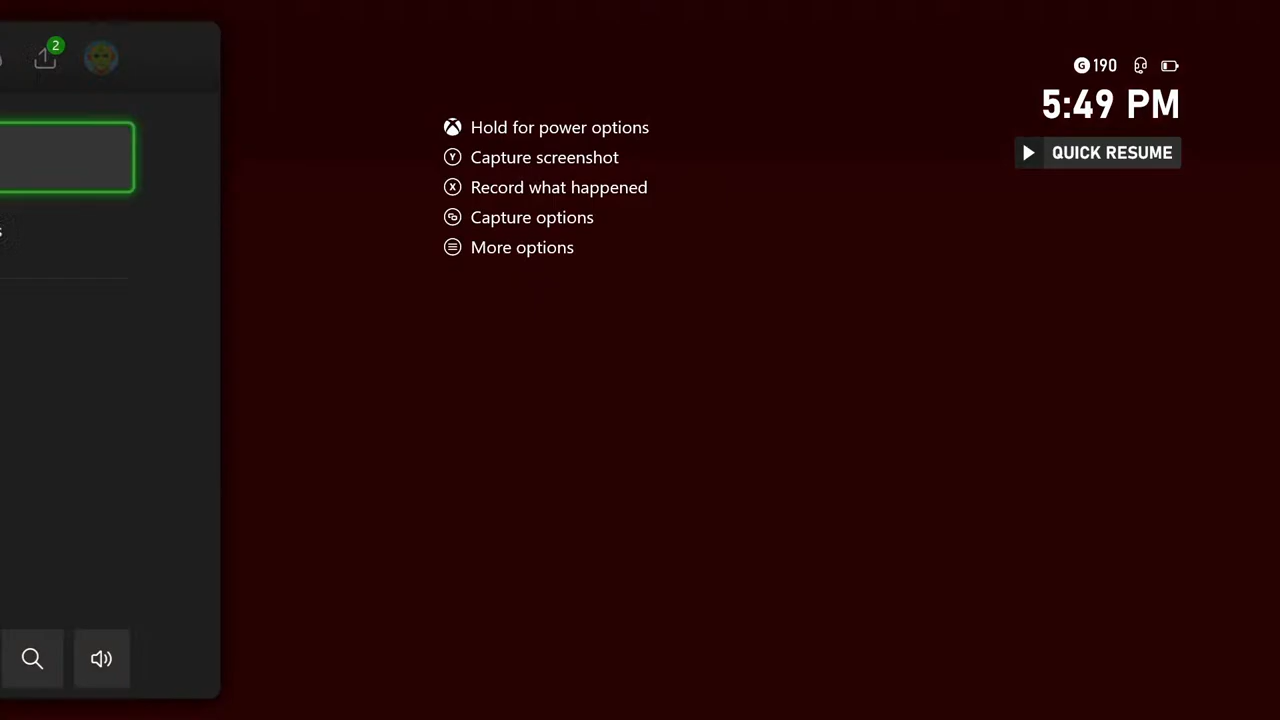 2
G 190
5:49 PM
QUICK RESUME
Hold for power options
Y Capture screenshot
X Record what happened
Capture options
More options
s